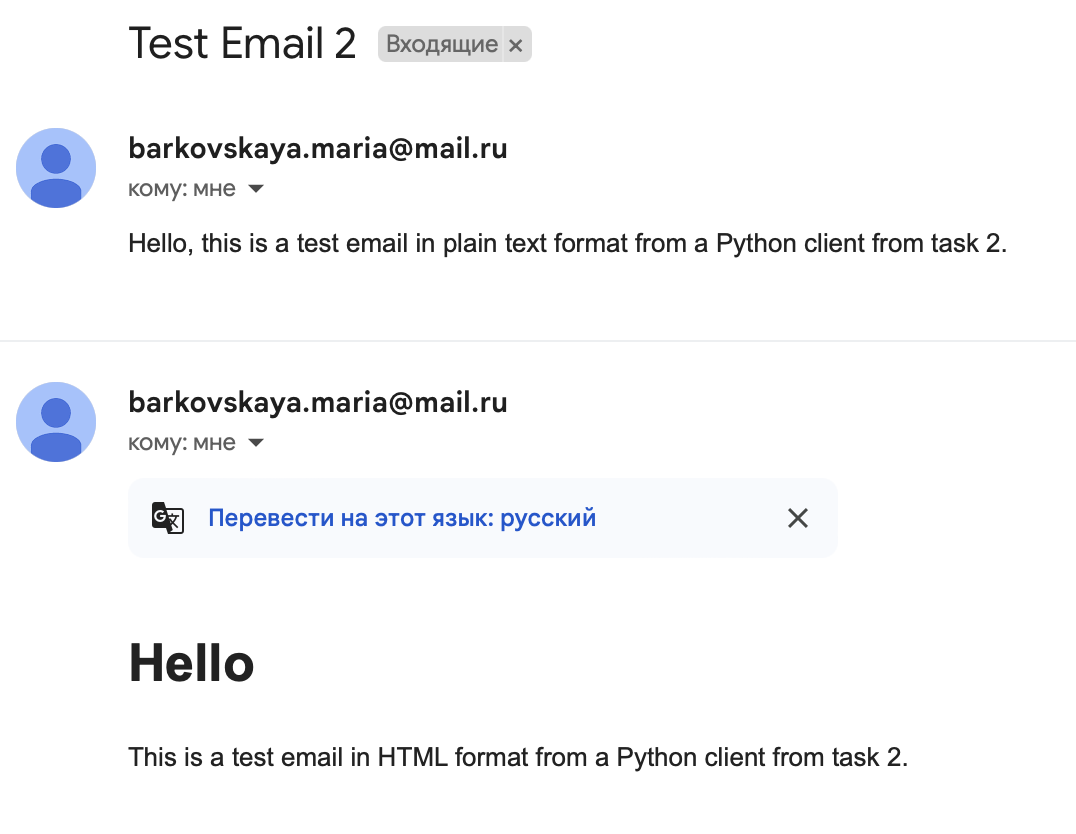 Test Email 2 Входящие ×
barkovskaya.maria@mail.ru
кому: мне
Hello, this is a test email in plain text format from a Python client from task 2.
barkovskaya.maria@mail.ru
кому: мне
G文 Перевести на этот язык: русский
Hello
This is a test email in HTML format from a Python client from task 2.